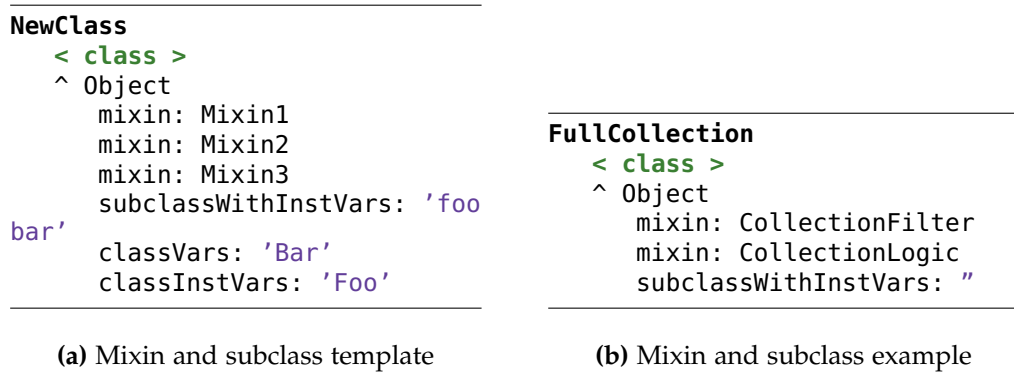 NewClass
< class >
^ Object
mixin: Mixin1
mixin: Mixin2
mixin: Mixin3
subclassWithInstVars: ’foo
bar’
classVars: ’Bar’
classInstVars: ’Foo’
(a) Mixin and subclass template
FullCollection
< class >
^ Object
mixin: CollectionFilter
mixin: CollectionLogic
subclassWithInstVars: ”
(b) Mixin and subclass example